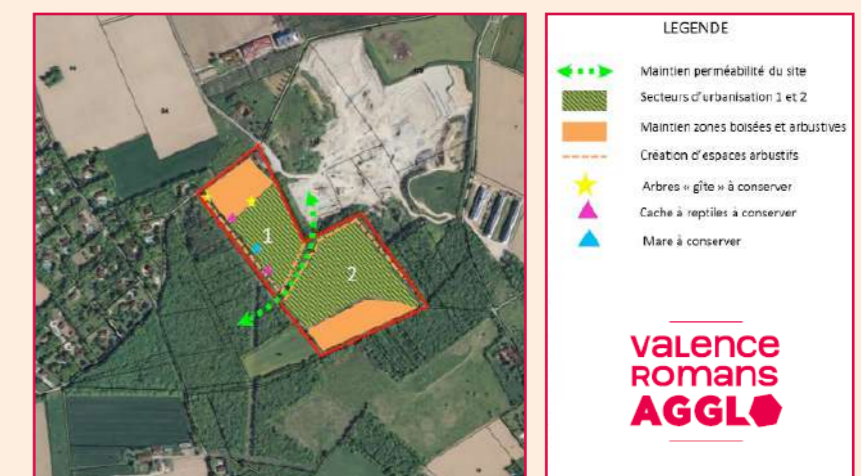 1
2
LEGENDE
Maintien perméabilité du site
Secteurs d'urbanisation 1 et 2
Maintien zones boisées et arbustives
Création d'espaces arbustifs
Arbres « gîte » à conserver
Cache à reptiles à conserver
Mare à conserver
valence
Romans
AGGLO